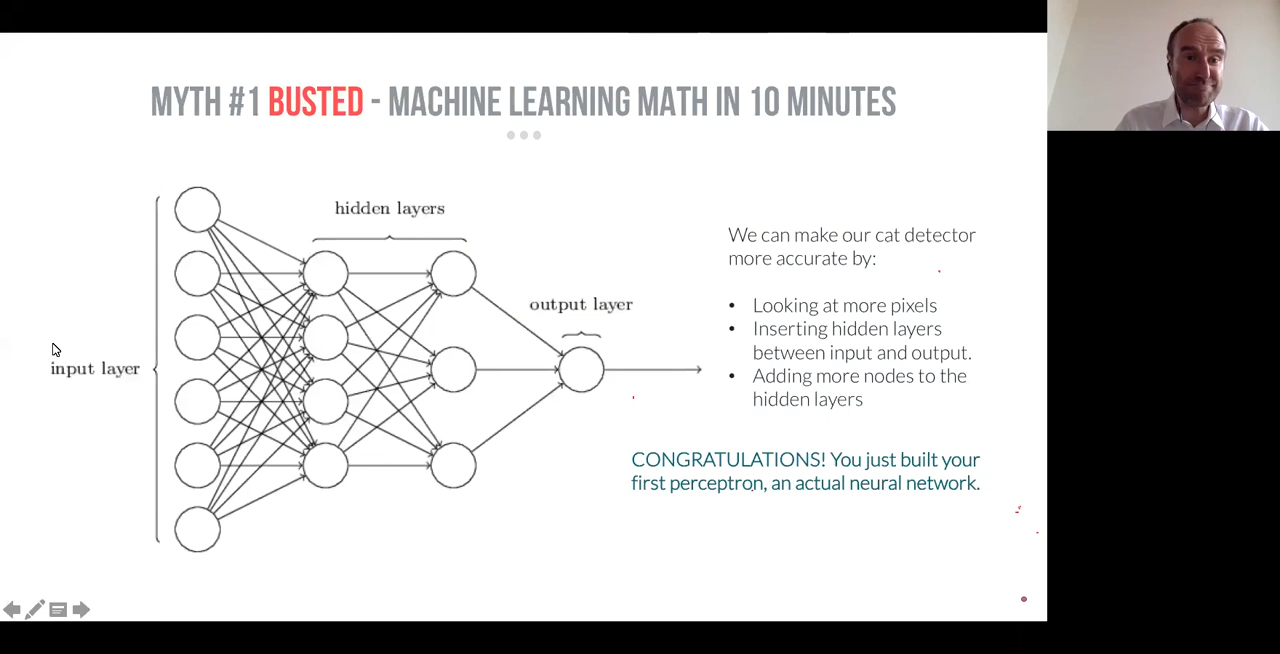 MYTH #1 BUSTED - MACHINE LEARNING MATH IN 10 MINUTES
hidden layers
output layer
input layer
We can make our cat detector
more accurate by:
• Looking at more pixels
• Inserting hidden layers
between input and output.
• Adding more nodes to the
hidden layers
CONGRATULATIONS! You just built your
first perceptron, an actual neural network.